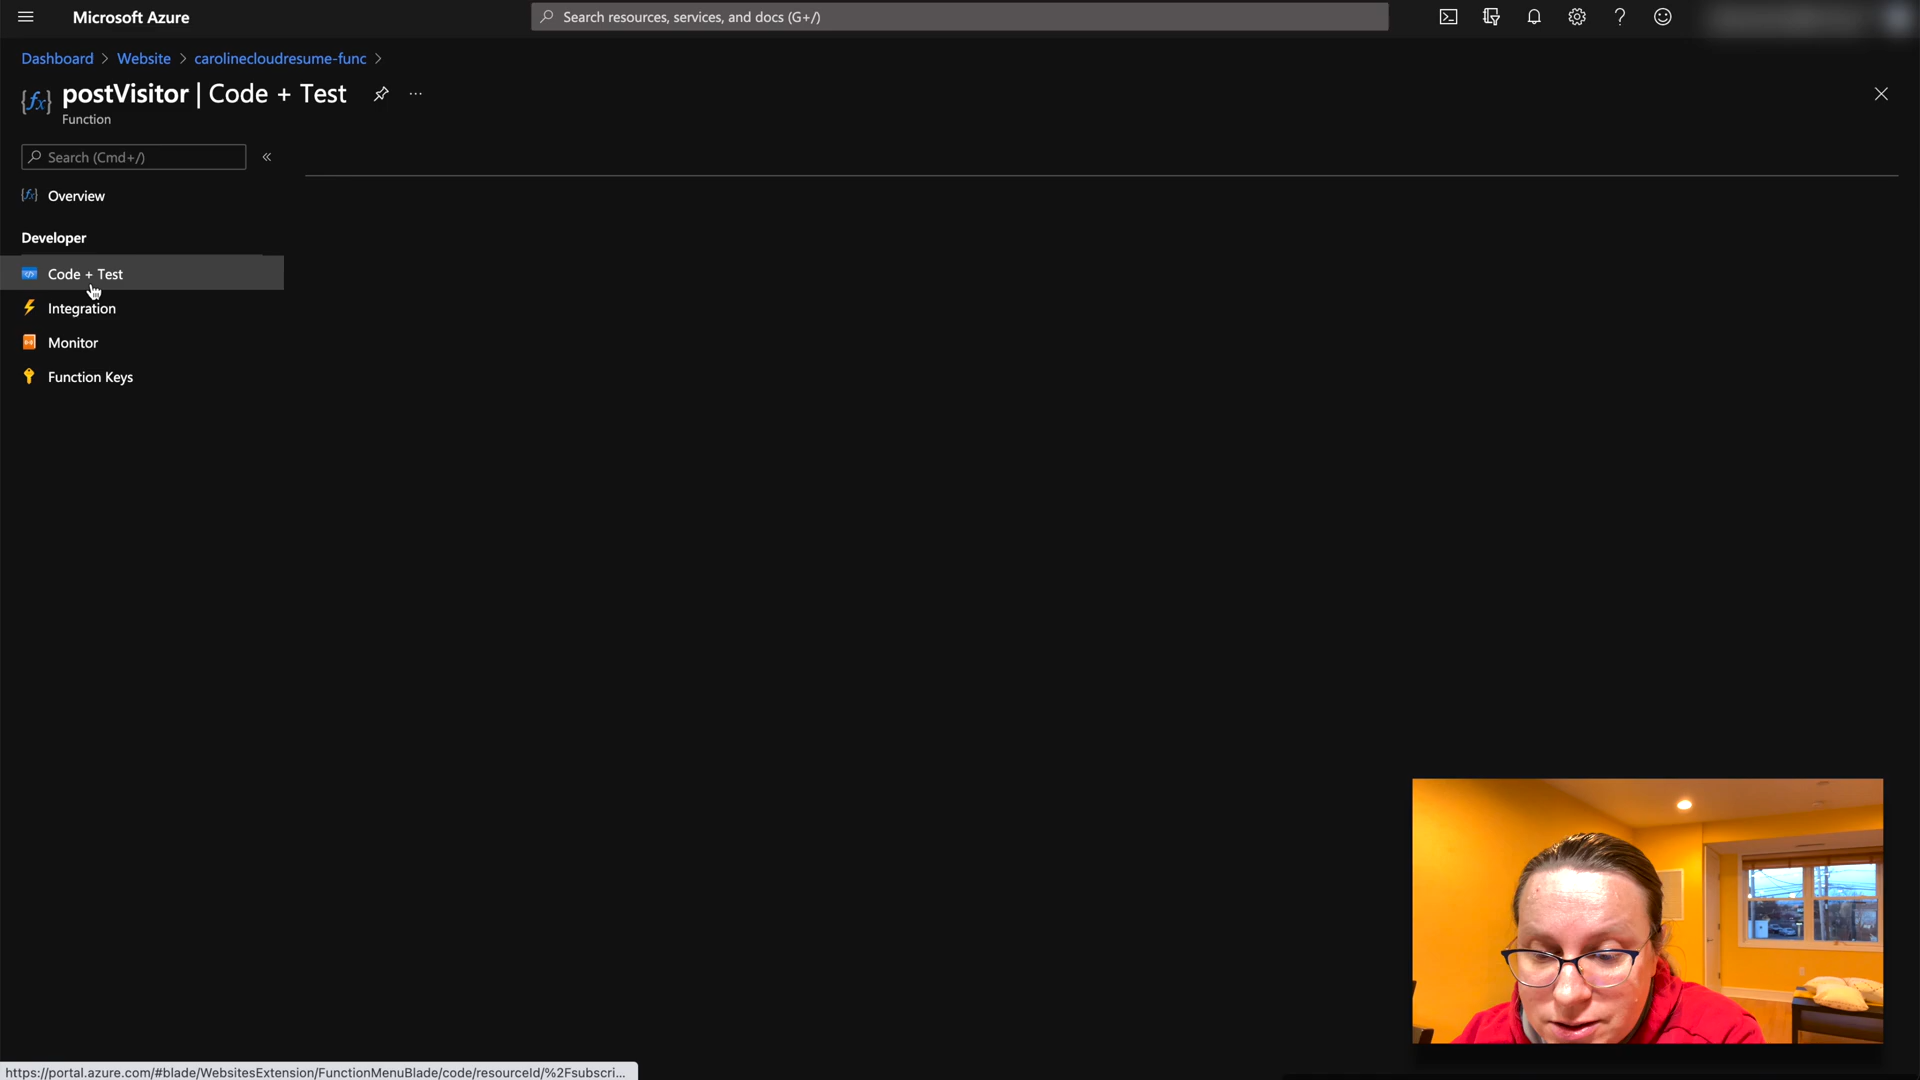 Microsoft Azure
Search resources, services, and docs (G+/)
Dashboard > Website > carolinecloudresume-func >
{fx} postVisitor | Code + Test ...
Function
Search (Cmd+/) «
Overview
Developer
Code + Test
Integration
Monitor
Function Keys
https://portal.azure.com/#blade/WebsitesExtension/FunctionMenuBlade/code/resourceId/%2Fsubscri...